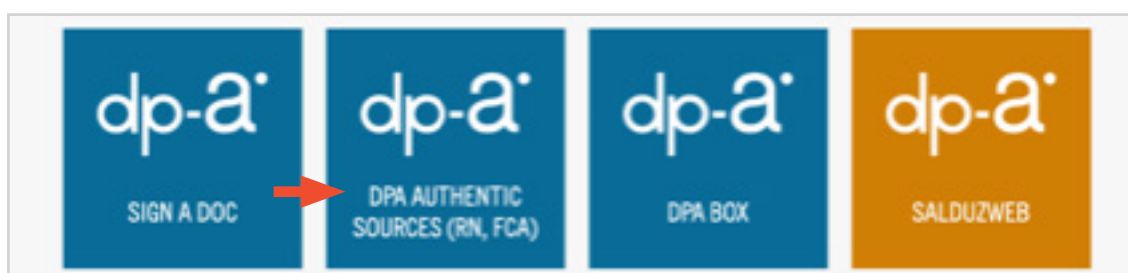 dp-a
SIGN A DOC
dp-a
DPA AUTHENTIC
SOURCES (RN, FCA)
dp-a
DPA BOX
dp-a
SALDUZWEB